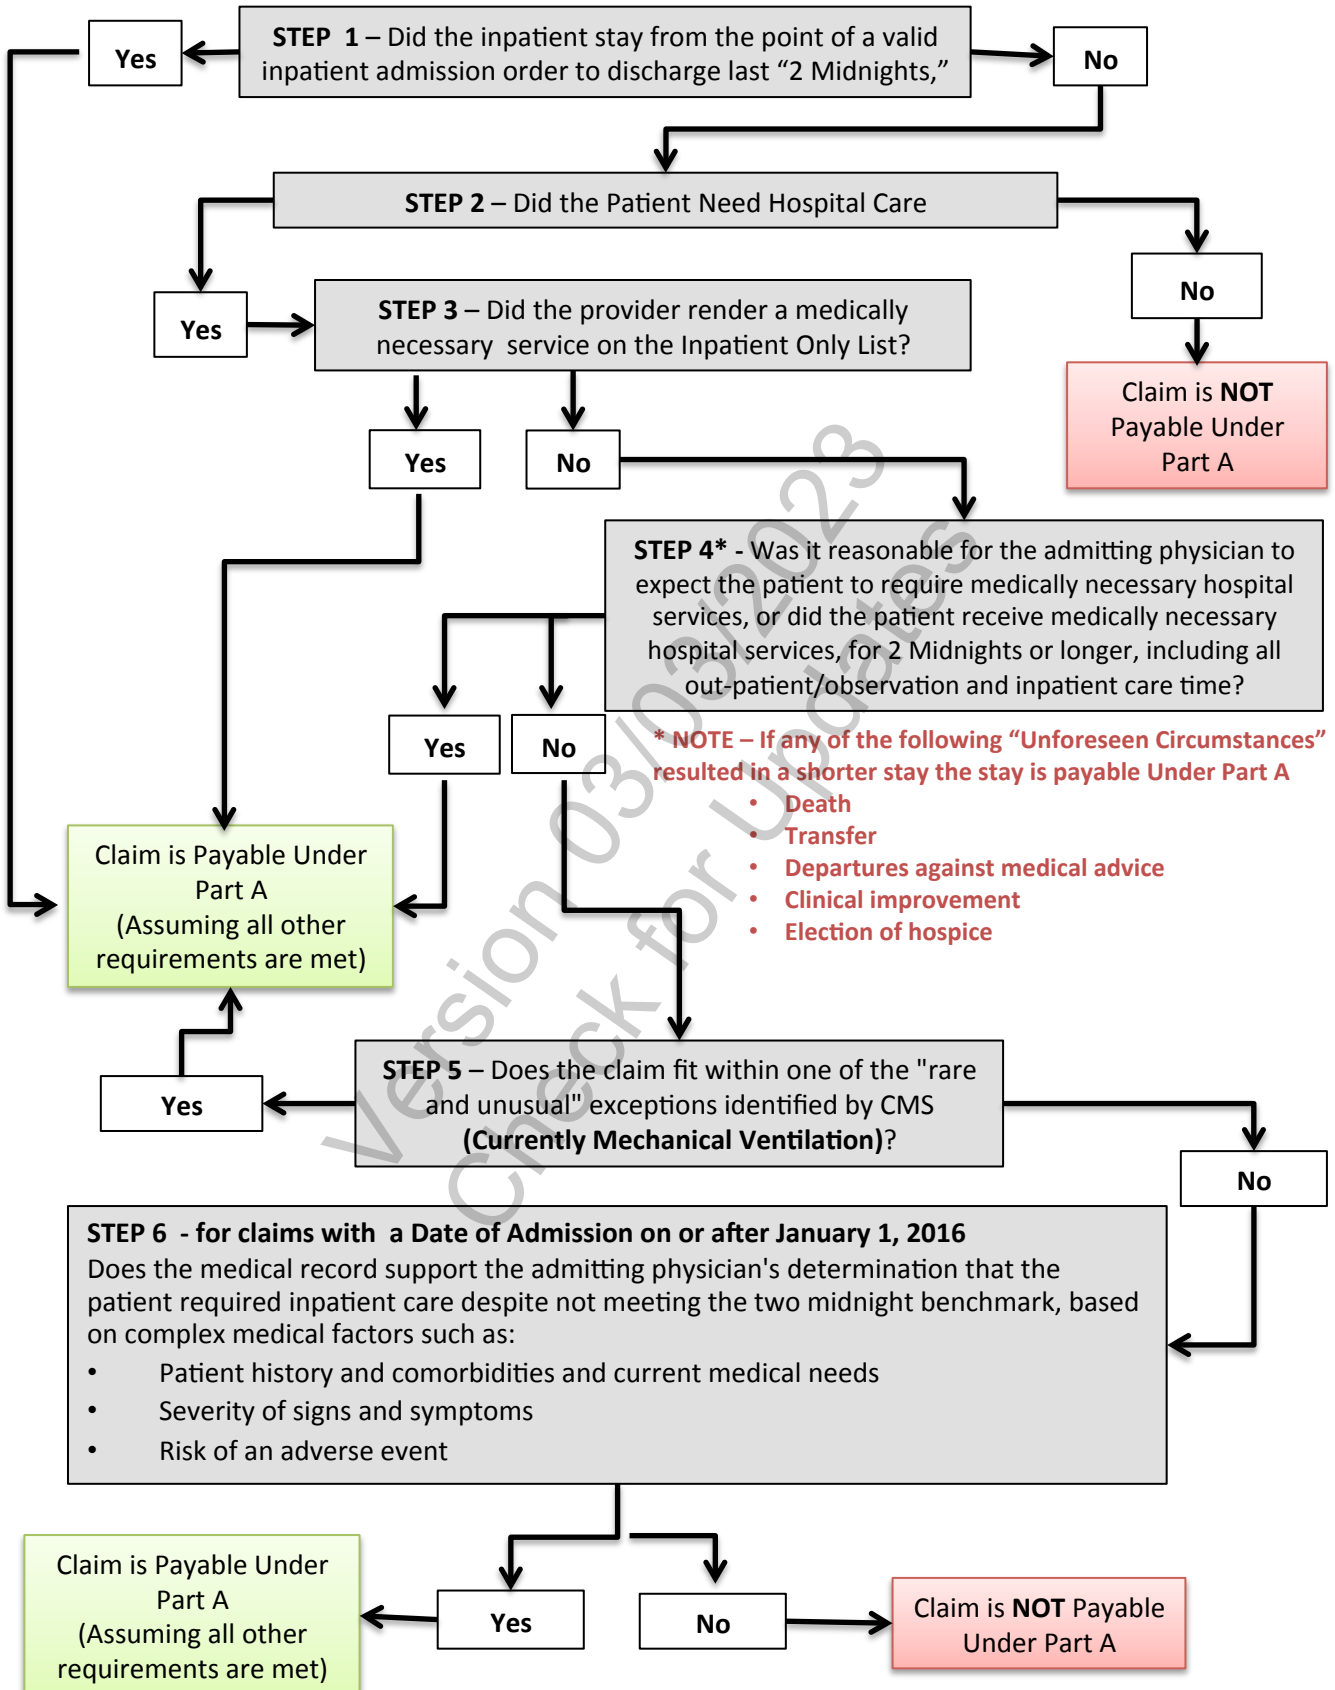 STEP 1 – Did the inpatient stay from the point of a valid
inpatient admission order to discharge last “2 Midnights,”
Yes
No
STEP 2 – Did the Patient Need Hospital Care
Yes
No
STEP 3 – Did the provider render a medically
necessary service on the Inpatient Only List?
Claim is NOT
Payable Under
Part A
Yes
No
STEP 4* - Was it reasonable for the admitting physician to
expect the patient to require medically necessary hospital
services, or did the patient receive medically necessary
hospital services, for 2 Midnights or longer, including all
out-patient/observation and inpatient care time?
Yes
No
* NOTE – If any of the following “Unforeseen Circumstances”
resulted in a shorter stay the stay is payable Under Part A
• Death
• Transfer
• Departures against medical advice
• Clinical improvement
• Election of hospice
Claim is Payable Under
Part A
(Assuming all other
requirements are met)
STEP 5 – Does the claim fit within one of the "rare
and unusual" exceptions identified by CMS
(Currently Mechanical Ventilation)?
Yes
No
STEP 6 - for claims with a Date of Admission on or after January 1, 2016
Does the medical record support the admitting physician's determination that the
patient required inpatient care despite not meeting the two midnight benchmark, based
on complex medical factors such as:
• Patient history and comorbidities and current medical needs
• Severity of signs and symptoms
• Risk of an adverse event
Claim is Payable Under
Part A
(Assuming all other
requirements are met)
Yes
No
Claim is NOT Payable
Under Part A
Version 03/03/2023
Check for Updates